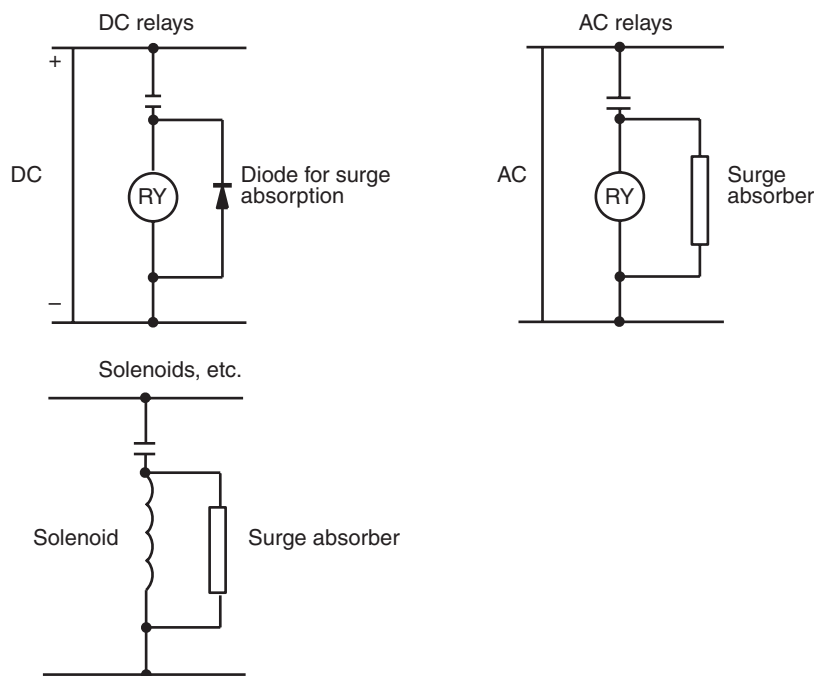 DC relays
+
DC
RY
Diode for surge
absorption
–
AC relays
AC
RY
Surge
absorber
Solenoids, etc.
Solenoid
Surge absorber